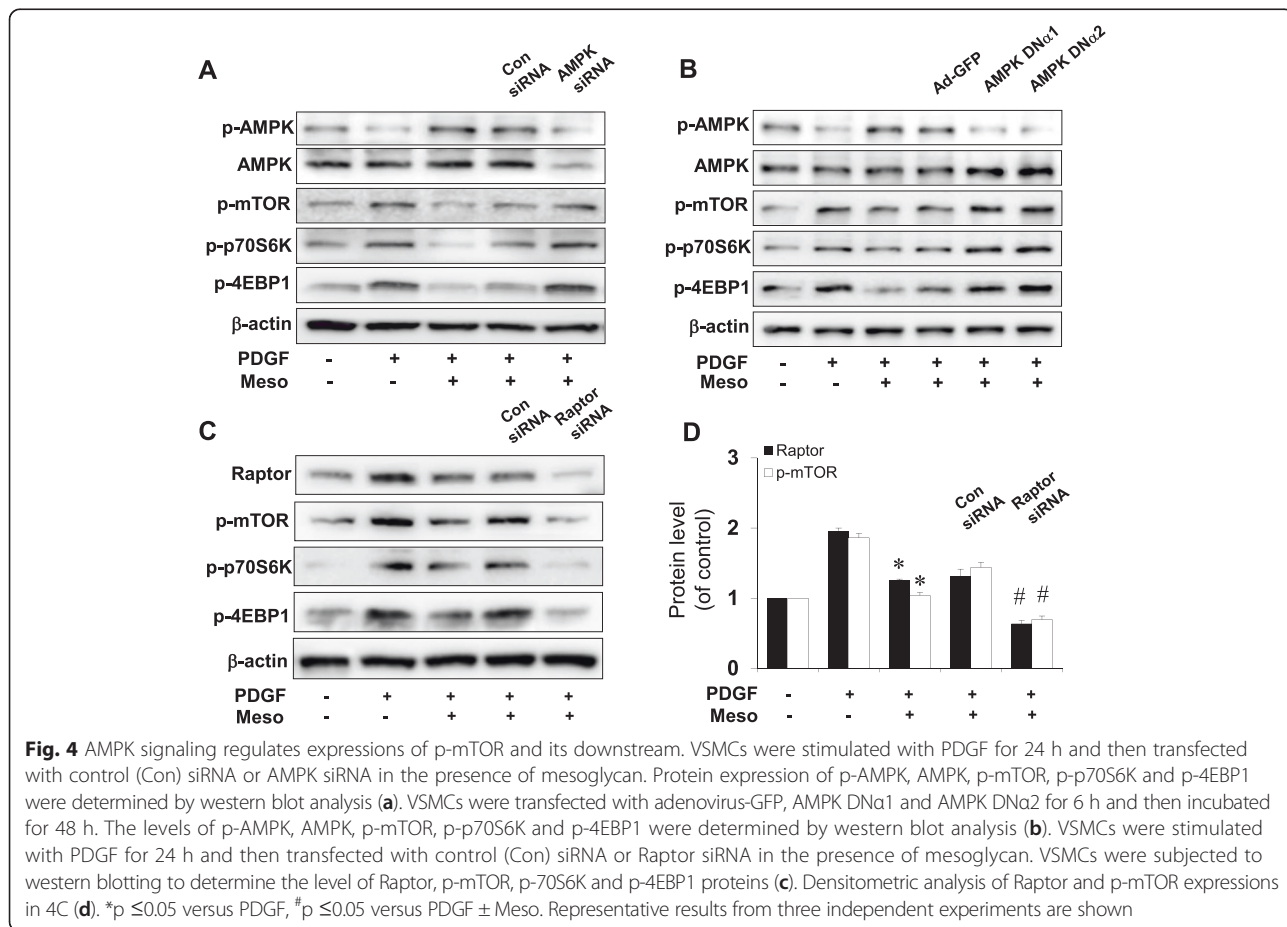 A
Con siRNA
AMPK siRNA
p-AMPK
AMPK
p-mTOR
p-p70S6K
p-4EBP1
β-actin
PDGF - + + + +
Meso - - + + +
B
Ad-GFP
AMPK DNα1
AMPK DNα2
p-AMPK
AMPK
p-mTOR
p-p70S6K
p-4EBP1
β-actin
PDGF - + + + + +
Meso - - + + + +
C
Con siRNA
Raptor siRNA
Raptor
p-mTOR
p-p70S6K
p-4EBP1
β-actin
PDGF - + + + +
Meso - - + + +
D
Raptor
p-mTOR
Con siRNA
Raptor siRNA
Protein level
(of control)
3
2
1
0
* *
# #
PDGF - + + + +
Meso - - + + +
Fig. 4 AMPK signaling regulates expressions of p-mTOR and its downstream. VSMCs were stimulated with PDGF for 24 h and then transfected
with control (Con) siRNA or AMPK siRNA in the presence of mesoglycan. Protein expression of p-AMPK, AMPK, p-mTOR, p-p70S6K and p-4EBP1
were determined by western blot analysis (a). VSMCs were transfected with adenovirus-GFP, AMPK DNα1 and AMPK DNα2 for 6 h and then incubated
for 48 h. The levels of p-AMPK, AMPK, p-mTOR, p-p70S6K and p-4EBP1 were determined by western blot analysis (b). VSMCs were stimulated
with PDGF for 24 h and then transfected with control (Con) siRNA or Raptor siRNA in the presence of mesoglycan. VSMCs were subjected to
western blotting to determine the level of Raptor, p-mTOR, p-70S6K and p-4EBP1 proteins (c). Densitometric analysis of Raptor and p-mTOR expressions
in 4C (d). *p ≤0.05 versus PDGF, #p ≤0.05 versus PDGF ± Meso. Representative results from three independent experiments are shown